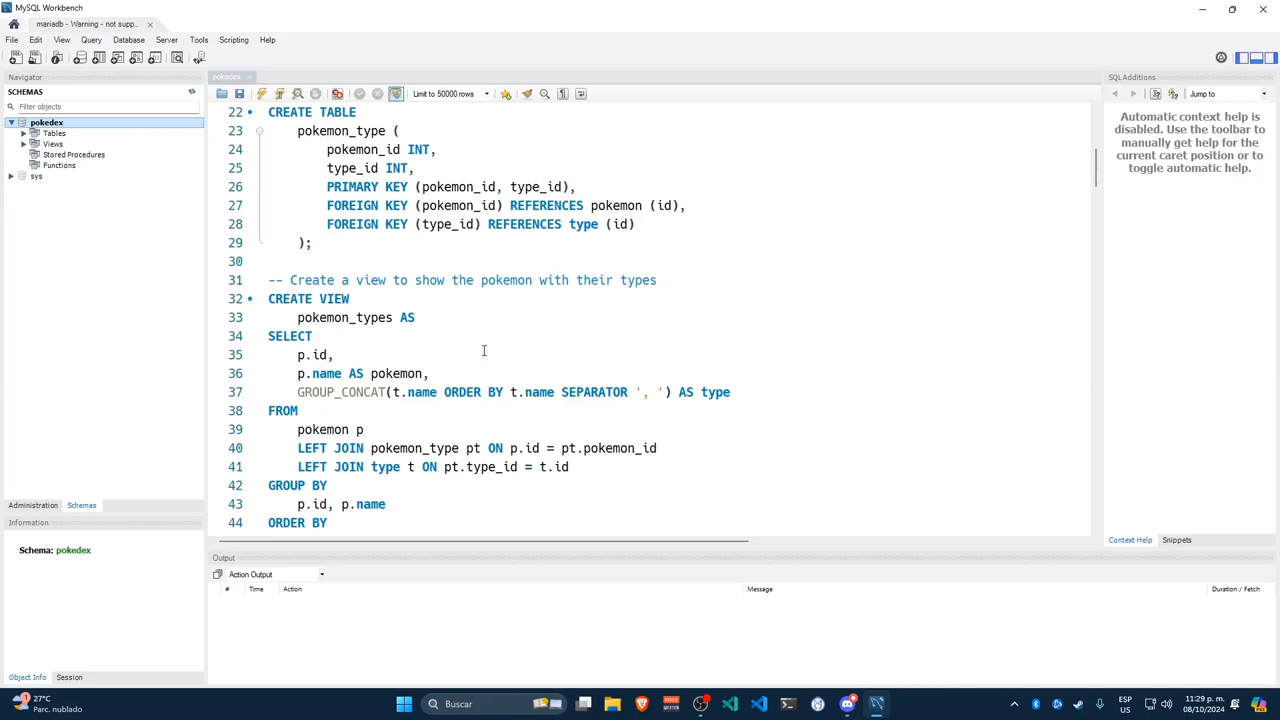 MySQL Workbench
mariadb - Warning - not supp...
File Edit View Query Database Server Tools Scripting Help
Navigator
SCHEMAS
Filter objects
pokedex
Tables
Views
Stored Procedures
Functions
sys
Administration Schemas
Information
Schema: pokedex
Object Info Session
pokedex
Limit to 50000 rows
22 CREATE TABLE
23 pokemon_type (
24 pokemon_id INT,
25 type_id INT,
26 PRIMARY KEY (pokemon_id, type_id),
27 FOREIGN KEY (pokemon_id) REFERENCES pokemon (id),
28 FOREIGN KEY (type_id) REFERENCES type (id)
29 );
30
31 -- Create a view to show the pokemon with their types
32 CREATE VIEW
33 pokemon_types AS
34 SELECT
35 p.id,
36 p.name AS pokemon,
37 GROUP_CONCAT(t.name ORDER BY t.name SEPARATOR ', ') AS type
38 FROM
39 pokemon p
40 LEFT JOIN pokemon_type pt ON p.id = pt.pokemon_id
41 LEFT JOIN type t ON pt.type_id = t.id
42 GROUP BY
43 p.id, p.name
44 ORDER BY
Output
Action Output
# Time Action Message Duration / Fetch
SQLAdditions
Jump to
Automatic context help is
disabled. Use the toolbar to
manually get help for the
current caret position or to
toggle automatic help.
Context Help Snippets
27°C
Parc. nublado
Buscar
ESP
US
11:29 p. m.
08/10/2024